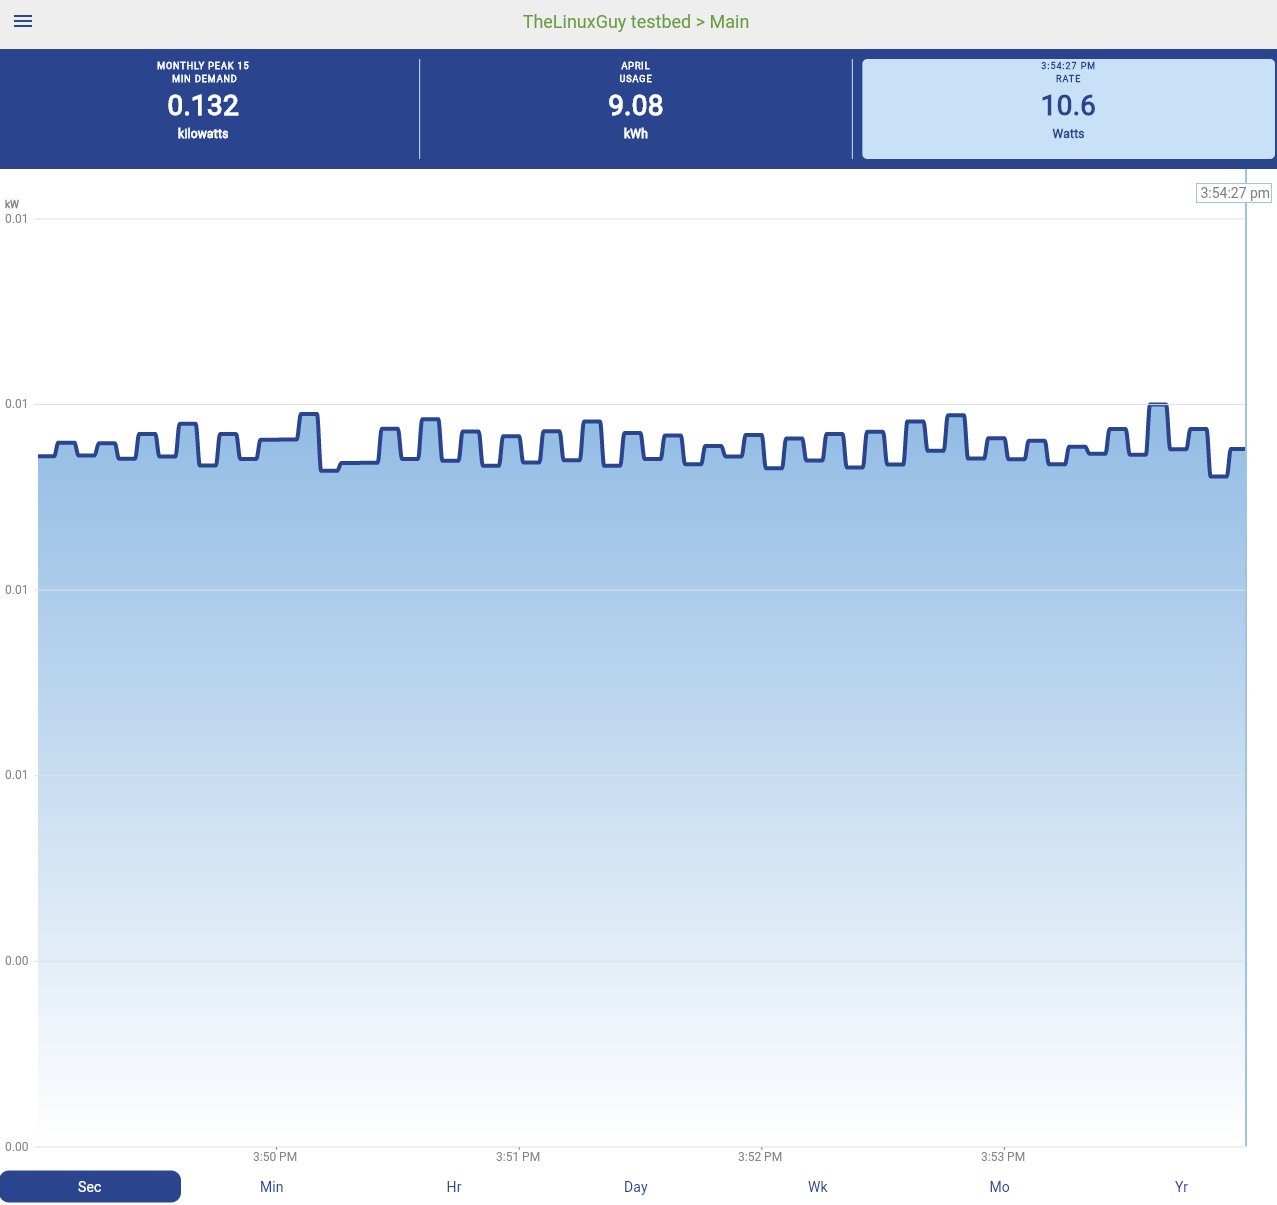 TheLinuxGuy testbed > Main
MONTHLY PEAK 15
MIN DEMAND
0.132
kilowatts
APRIL
USAGE
9.08
kWh
3:54:27 PM
RATE
10.6
Watts
3:54:27 pm
kW
0.01
0.01
0.01
0.01
0.00
0.00
3:50 PM
3:51 PM
3:52 PM
3:53 PM
Sec
Min
Hr
Day
Wk
Mo
Yr